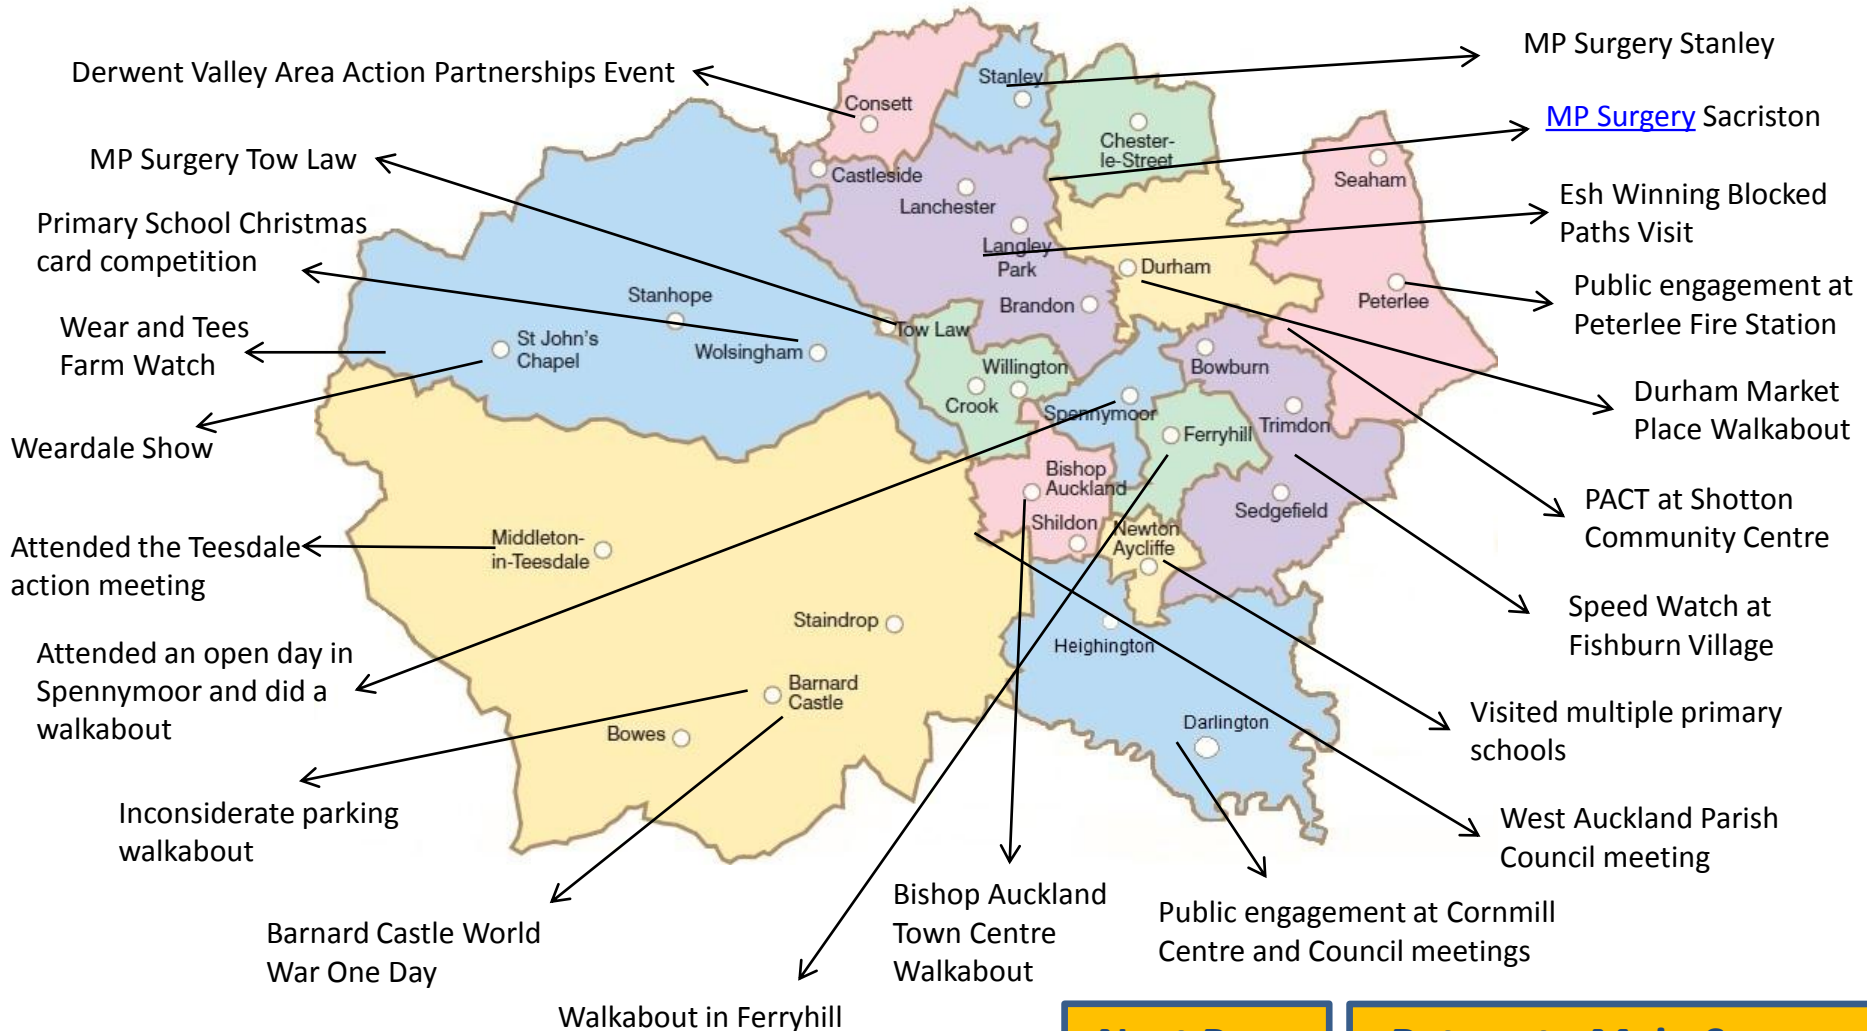 Derwent Valley Area Action Partnerships Event
MP Surgery Tow Law
Primary School Christmas
card competition
Wear and Tees
Farm Watch
Weardale Show
Attended the Teesdale
action meeting
Attended an open day in
Spennymoor and did a
walkabout
Inconsiderate parking
walkabout
Barnard Castle World
War One Day
Walkabout in Ferryhill
Bishop Auckland
Town Centre
Walkabout
Public engagement at Cornmill
Centre and Council meetings
West Auckland Parish
Council meeting
Visited multiple primary
schools
Speed Watch at
Fishburn Village
PACT at Shotton
Community Centre
Durham Market
Place Walkabout
Public engagement at
Peterlee Fire Station
Esh Winning Blocked
Paths Visit
MP Surgery Sacriston
MP Surgery Stanley
Consett
Stanley
Chester-
le-Street
Castleside
Lanchester
Langley
Park
Brandon
Durham
Seaham
Peterlee
Stanhope
St John's
Chapel
Wolsingham
Tow Law
Willington
Crook
Spennymoor
Bowburn
Trimdon
Ferryhill
Bishop
Auckland
Shildon
Newton
Aycliffe
Sedgefield
Middleton-
in-Teesdale
Staindrop
Barnard
Castle
Bowes
Heighington
Darlington